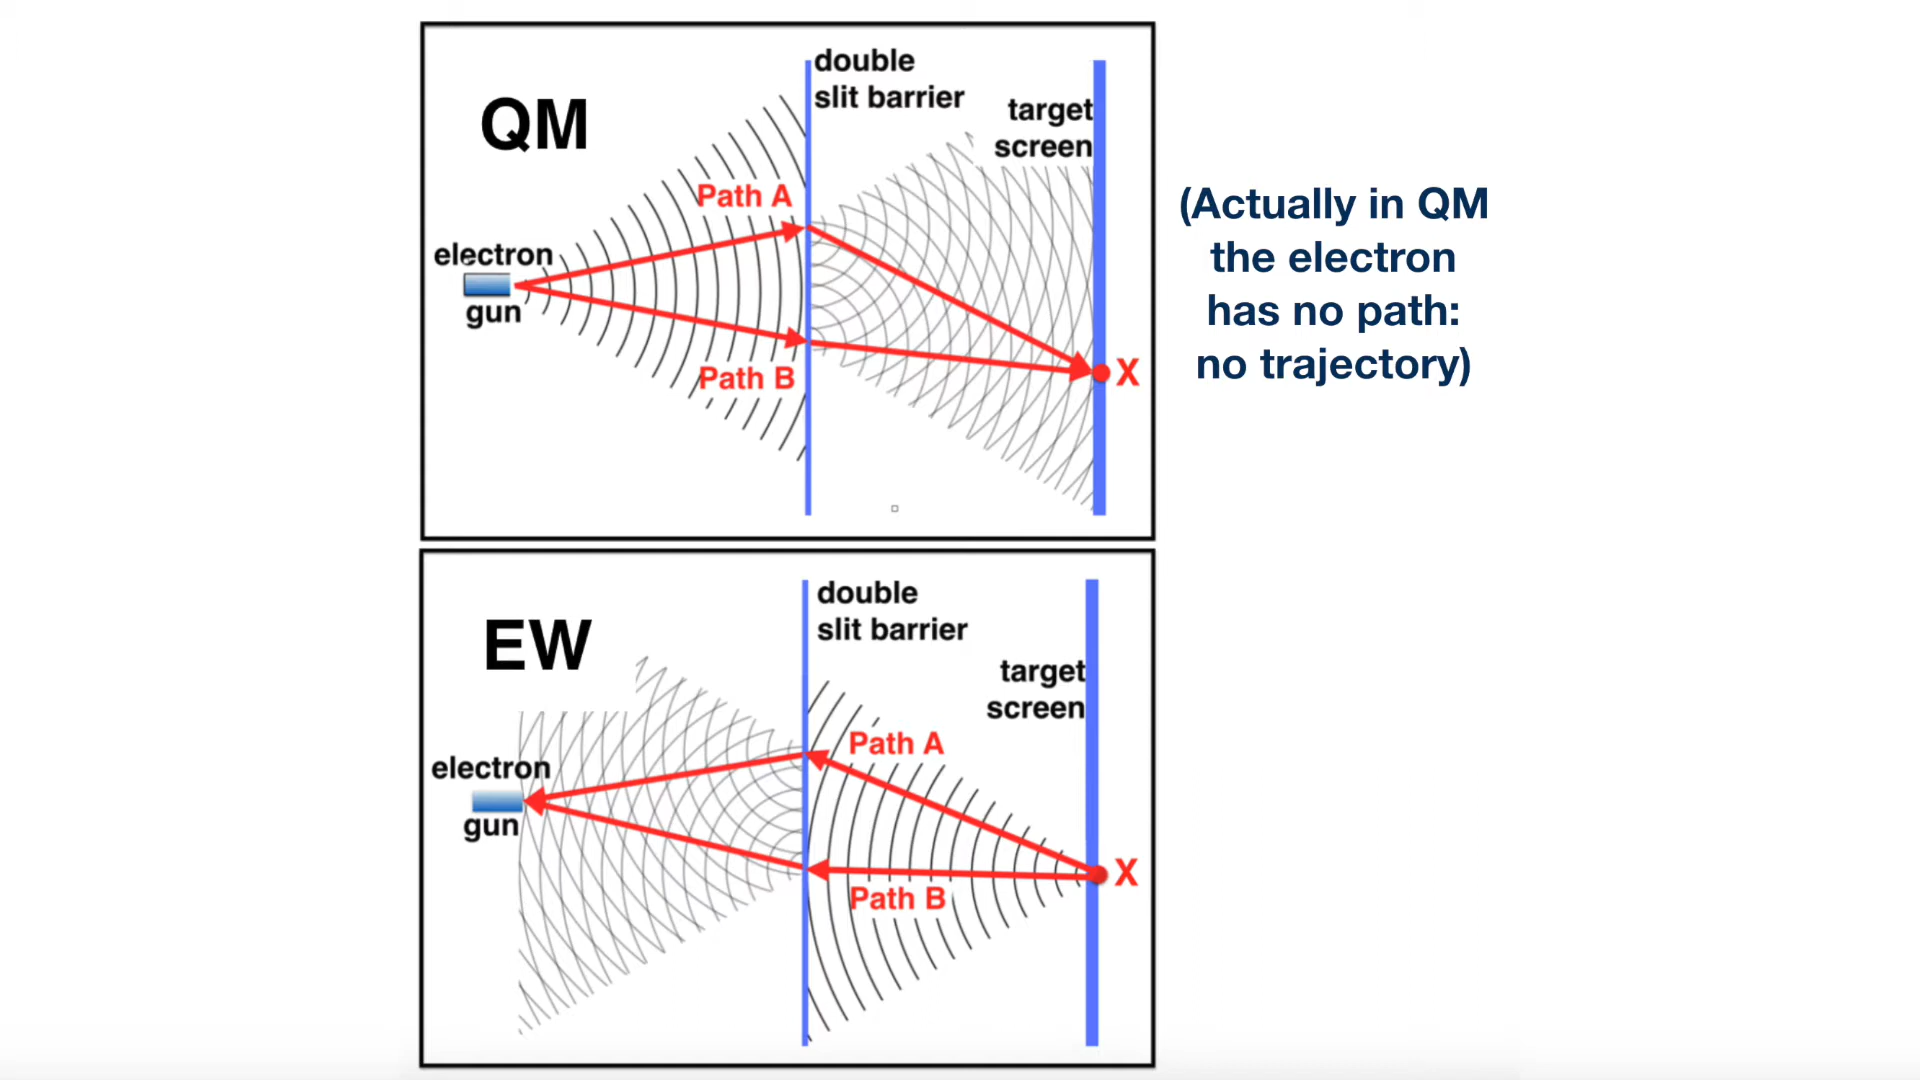 QM
double
slit barrier
target
screen
Path A
electron
gun
Path B
X
(Actually in QM
the electron
has no path:
no trajectory)
EW
double
slit barrier
target
screen
Path A
electron
gun
Path B
X